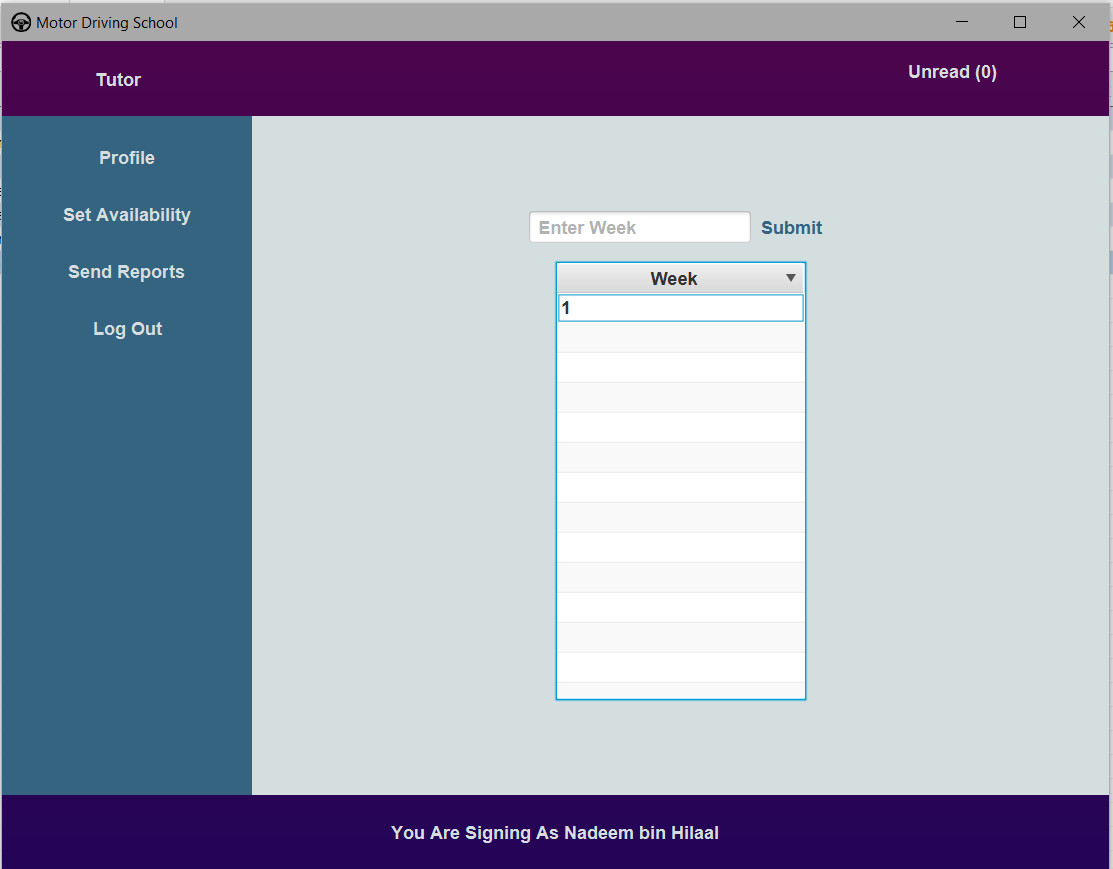 Motor Driving School
Tutor
Unread (0)
Profile
Set Availability
Send Reports
Log Out
Enter Week
Submit
Week
1
You Are Signing As Nadeem bin Hilaal